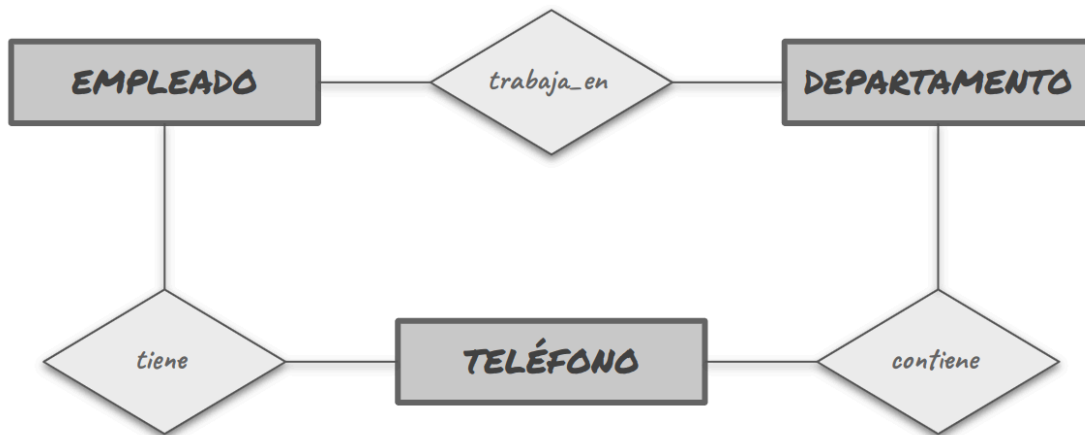 EMPLEADO
trabaja_en
DEPARTAMENTO
tiene
TELÉFONO
contiene